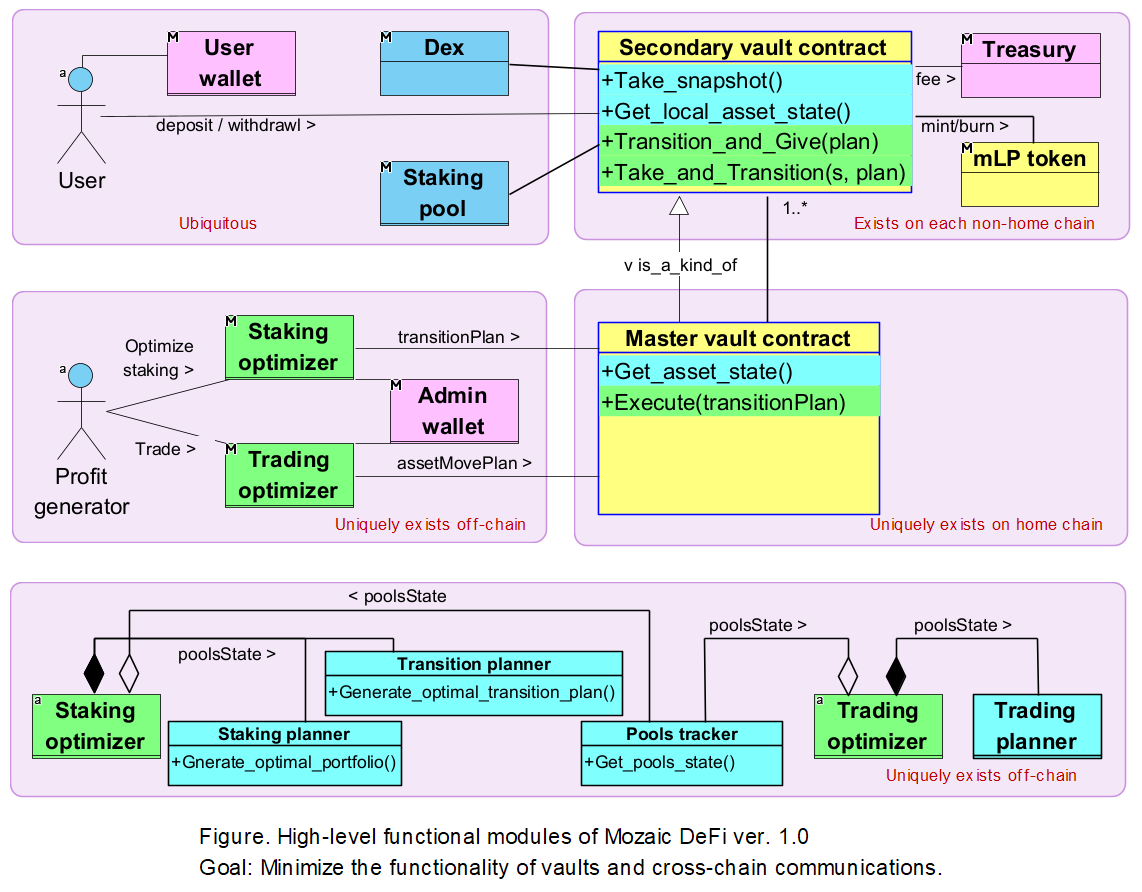 M
User
wallet
a
User
deposit / withdrawl >
M
Dex
M
Staking
pool
Ubiquitous
Secondary vault contract
+Take_snapshot()
+Get_local_asset_state()
+Transition_and_Give(plan)
+Take_and_Transition(s, plan)
fee >
M
Treasury
mint/burn >
M
mLP token
1..*
Exists on each non-home chain
v is_a_kind_of
a
Profit
generator
Optimize
staking >
Trade >
M
Staking
optimizer
transitionPlan >
M
Admin
wallet
M
Trading
optimizer
assetMovePlan >
Uniquely exists off-chain
Master vault contract
+Get_asset_state()
+Execute(transitionPlan)
Uniquely exists on home chain
< poolsState
poolsState >
a
Staking
optimizer
Transition planner
+Generate_optimal_transition_plan()
Staking planner
+Gnerate_optimal_portfolio()
Pools tracker
+Get_pools_state()
poolsState >
poolsState >
a
Trading
optimizer
Trading
planner
Uniquely exists off-chain
Figure. High-level functional modules of Mozaic DeFi ver. 1.0
Goal: Minimize the functionality of vaults and cross-chain communications.